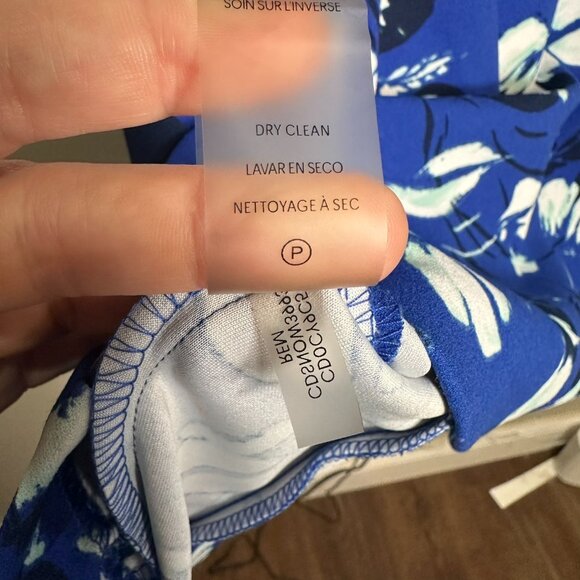 SOIN SUR L'INVERSE
DRY CLEAN
LAVAR EN SECO
NETTOYAGE À SEC
P